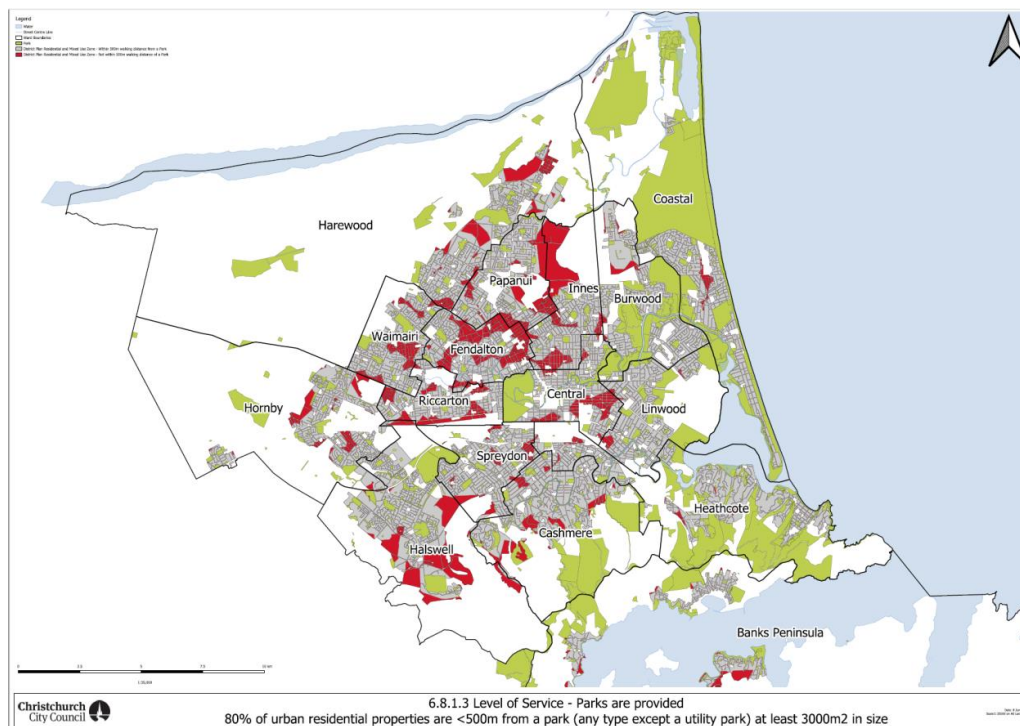 Legend
Water
Street Centre Line
Ward Boundaries
Park
District Plan Residential and Mixed Use Zone - Within 500m walking distance from a Park
District Plan Residential and Mixed Use Zone - Not within 500m walking distance of a Park
Harewood
Coastal
Papanui
Innes
Burwood
Waimairi
Fendalton
Hornby
Riccarton
Central
Linwood
Spreydon
Heathcote
Cashmere
Halswell
Banks Peninsula
0 2.5 5 7.5 10 km
Christchurch
City Council
6.8.1.3 Level of Service - Parks are provided
80% of urban residential properties are <500m from a park (any type except a utility park) at least 3000m2 in size